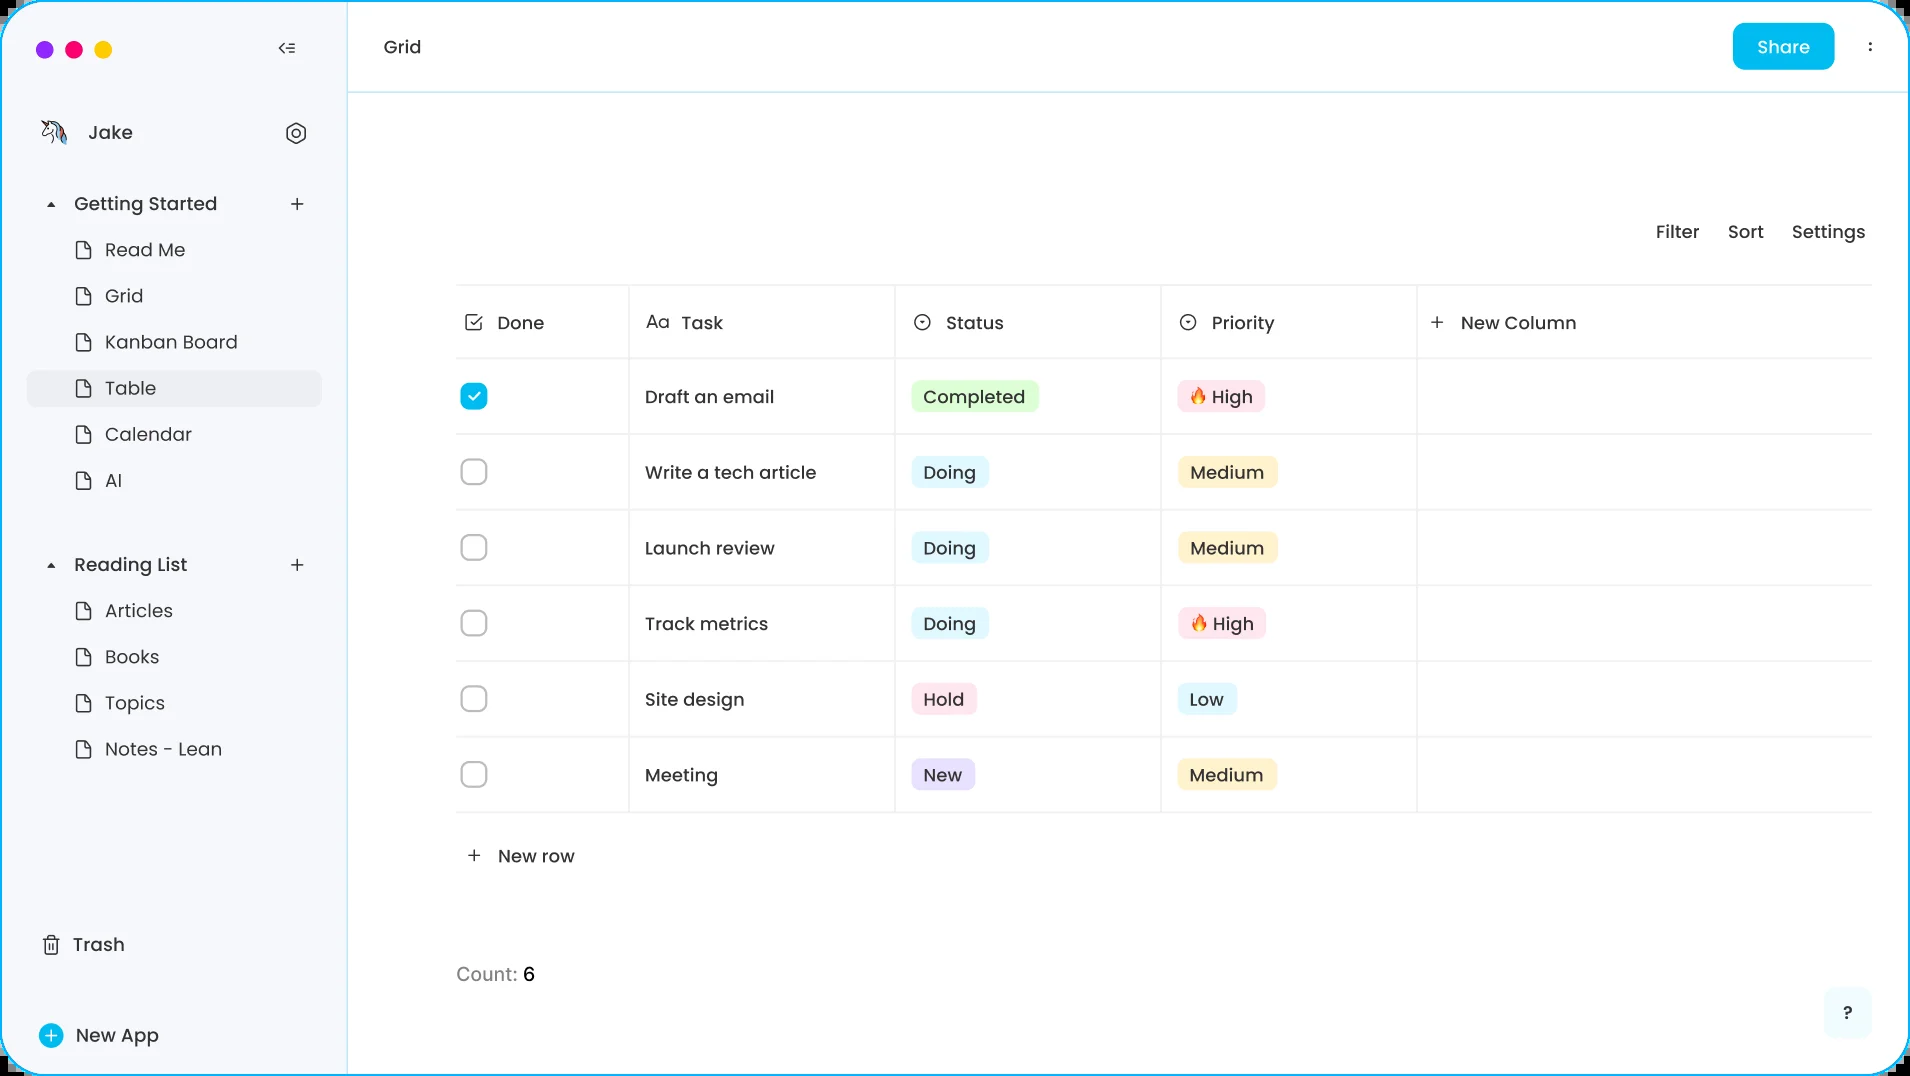 Grid
Share
Jake
Getting Started
Read Me
Grid
Kanban Board
Table
Calendar
AI
Reading List
Articles
Books
Topics
Notes - Lean
Trash
New App
Filter Sort Settings
Done Aa Task Status Priority + New Column
Draft an email Completed 🔥 High
Write a tech article Doing Medium
Launch review Doing Medium
Track metrics Doing 🔥 High
Site design Hold Low
Meeting New Medium
+ New row
Count: 6
?